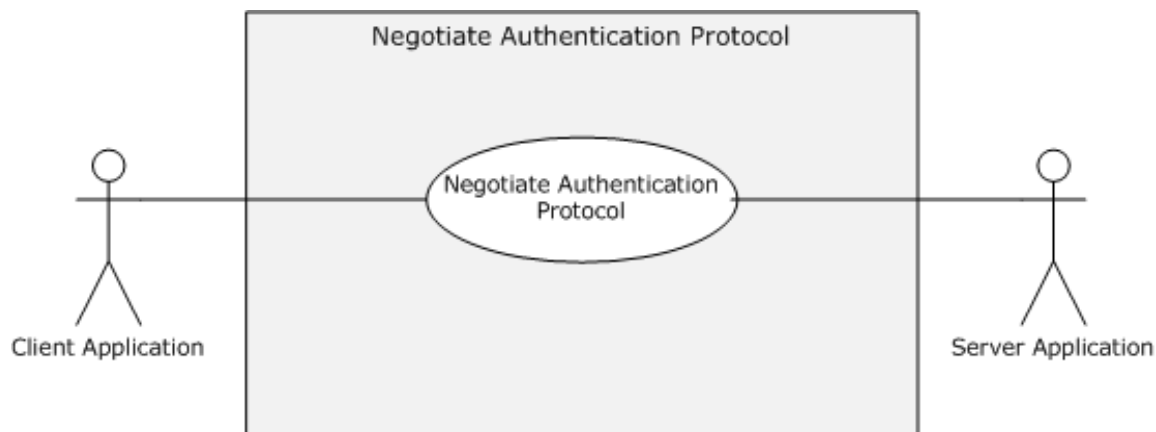 Negotiate Authentication Protocol
Negotiate Authentication
Protocol
Client Application
Server Application